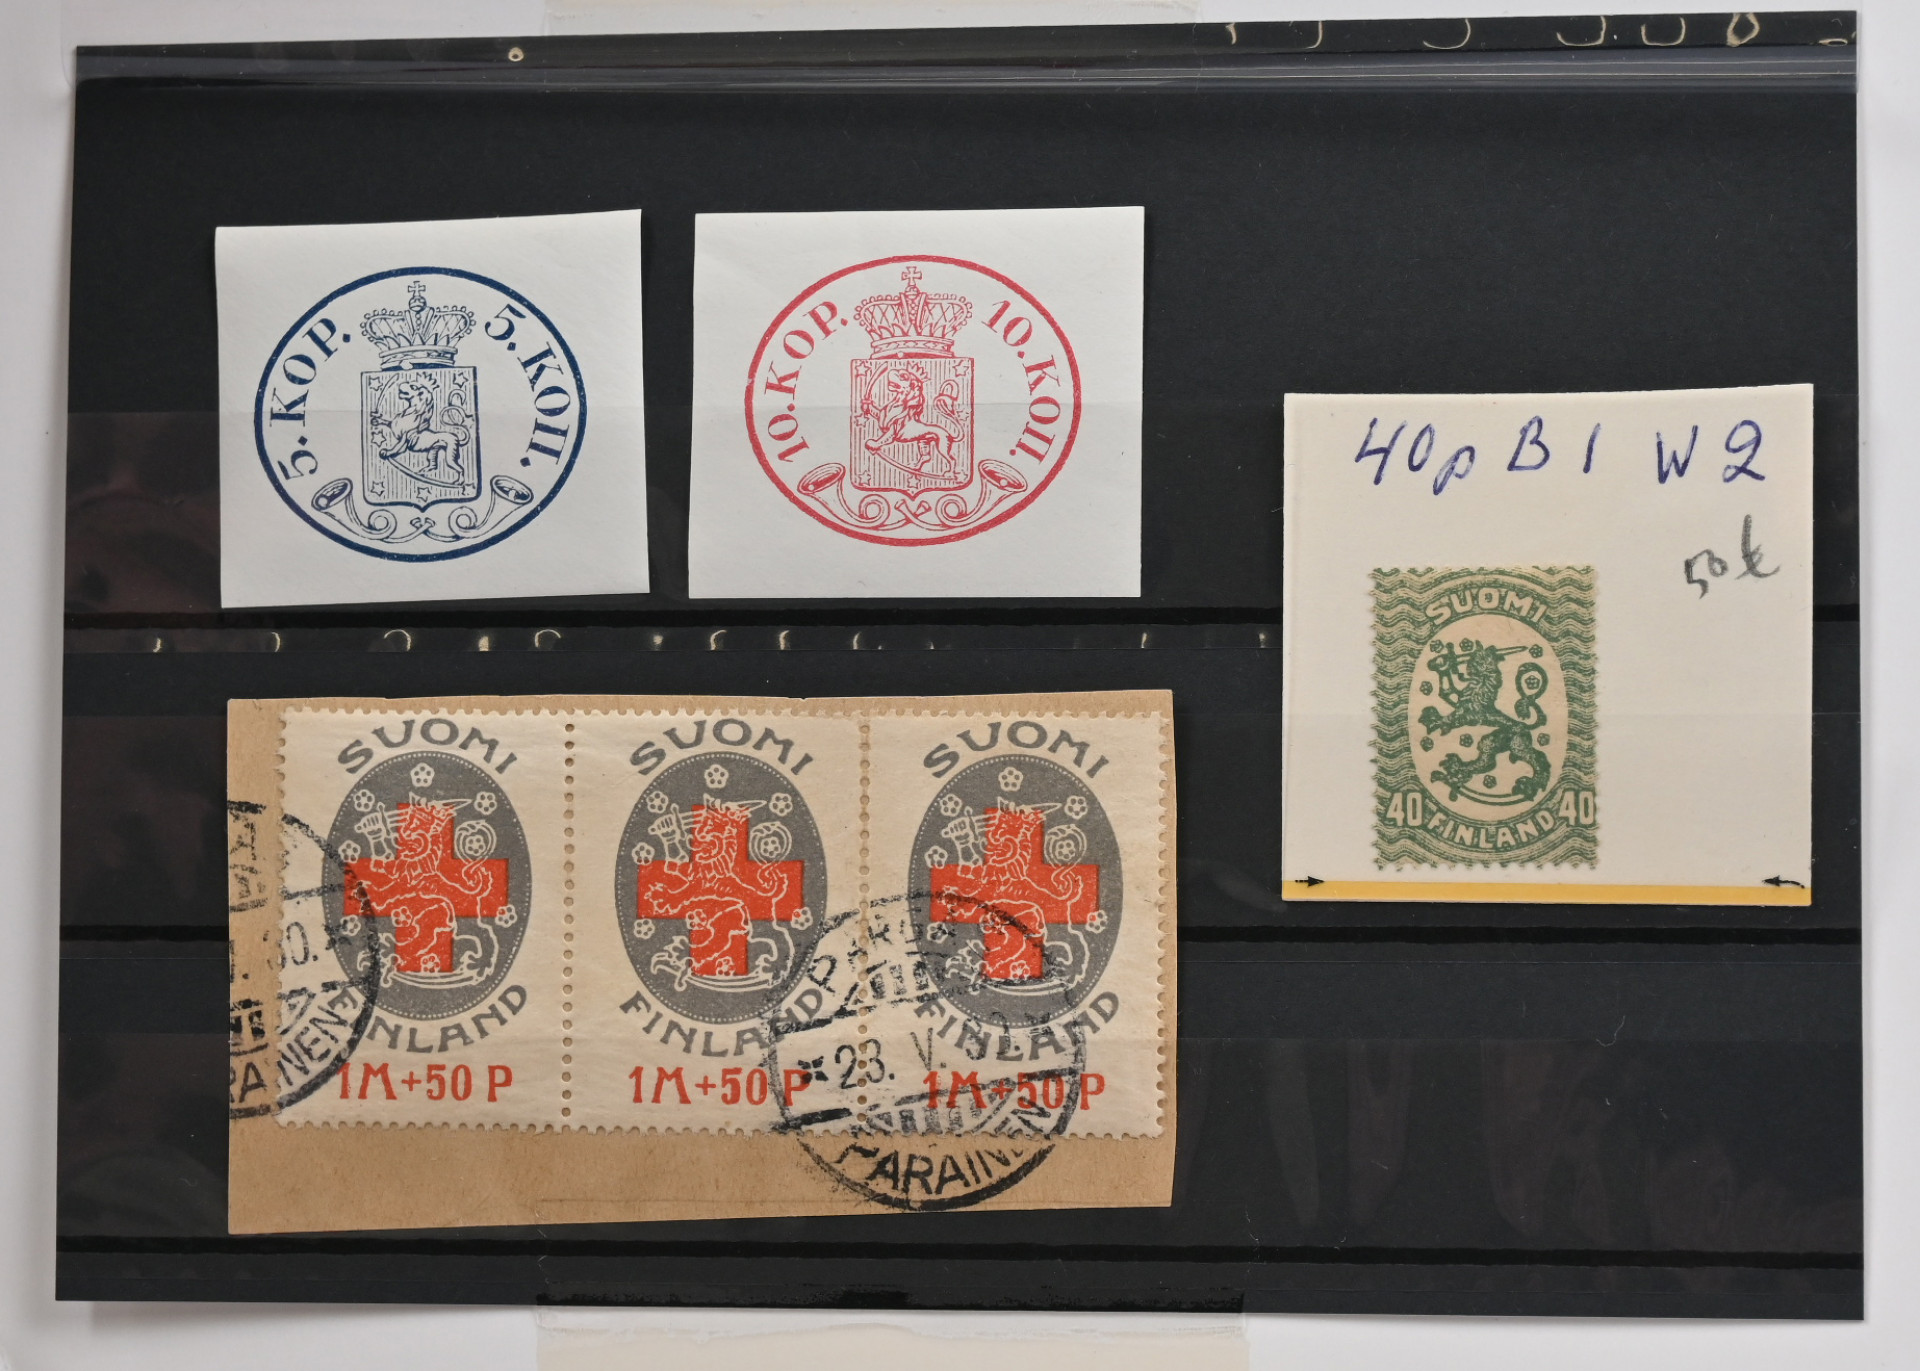 5. KOP. 5. КОП.
10. KOP. 10. КОП.
40p B1 W2
SUOMI
40 FINLAND 40
SUOMI
FINLAND
1M+50 P
SUOMI
FINLAND
1M+50 P
SUOMI
FINLAND
1M+50 P
PARAINEN
23. V.
PARAINEN